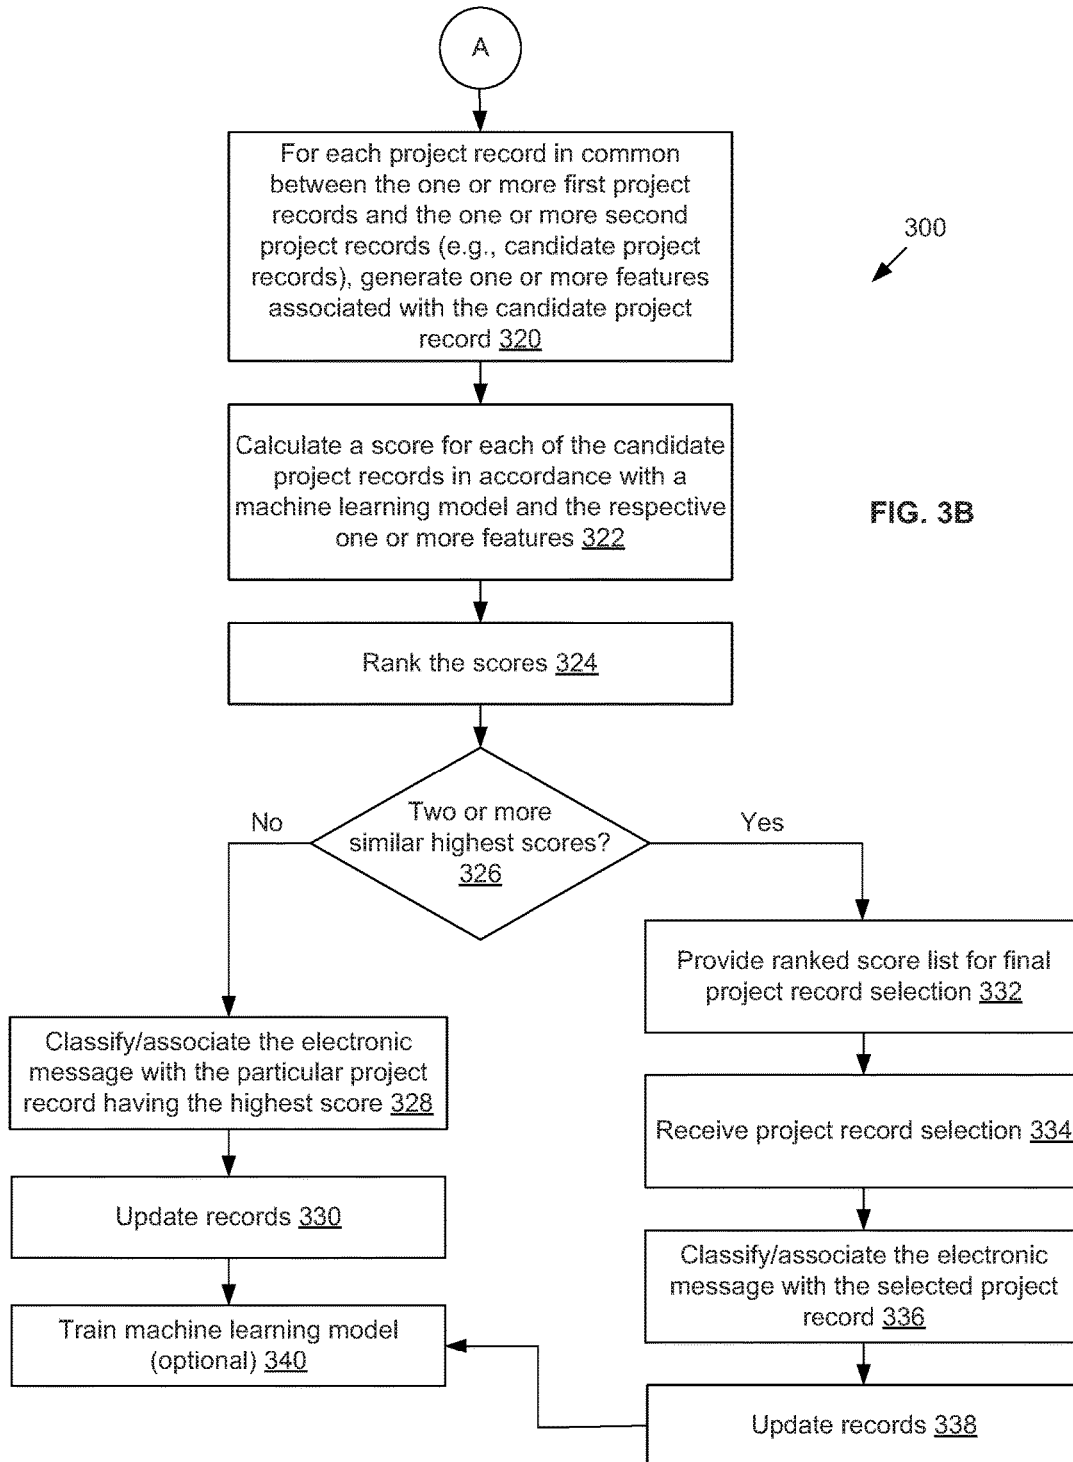 A
For each project record in common
between the one or more first project
records and the one or more second
project records (e.g., candidate project
records), generate one or more features
associated with the candidate project
record 320
300
Calculate a score for each of the candidate
project records in accordance with a
machine learning model and the respective
one or more features 322
FIG. 3B
Rank the scores 324
Two or more
similar highest scores?
326
No
Yes
Provide ranked score list for final
project record selection 332
Classify/associate the electronic
message with the particular project
record having the highest score 328
Receive project record selection 334
Update records 330
Classify/associate the electronic
message with the selected project
record 336
Train machine learning model
(optional) 340
Update records 338